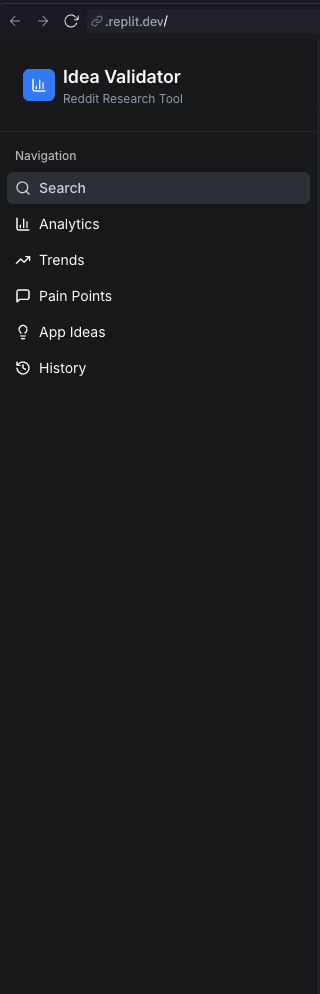 .replit.dev/
Idea Validator
Reddit Research Tool
Navigation
Search
Analytics
Trends
Pain Points
App Ideas
History